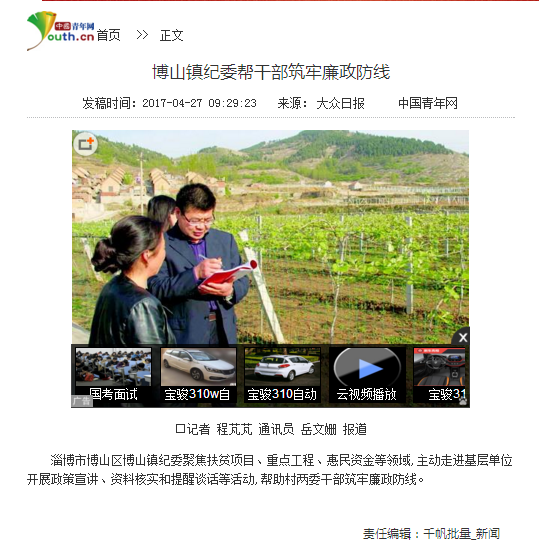 中國青年网
Youth.cn 首页 >> 正文
博山镇纪委帮干部筑牢廉政防线
发稿时间：2017-04-27 09:29:23 来源：大众日报 中国青年网
国考面试 宝骏310w自 宝骏310自动 云视频播放 宝骏31
广告
口记者 程芃芃 通讯员 岳文姗 报道
淄博市博山区博山镇纪委聚焦扶贫项目、重点工程、惠民资金等领域,主动走进基层单位
开展政策宣讲、资料核实和提醒谈话等活动,帮助村两委干部筑牢廉政防线。
责任编辑：千帆批量_新闻